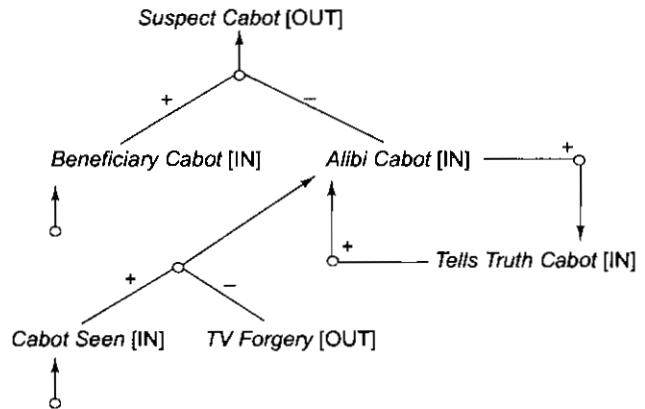 Suspect Cabot [OUT]
+ −
Beneficiary Cabot [IN] Alibi Cabot [IN] +
+ Tells Truth Cabot [IN]
+ −
Cabot Seen [IN] TV Forgery [OUT]